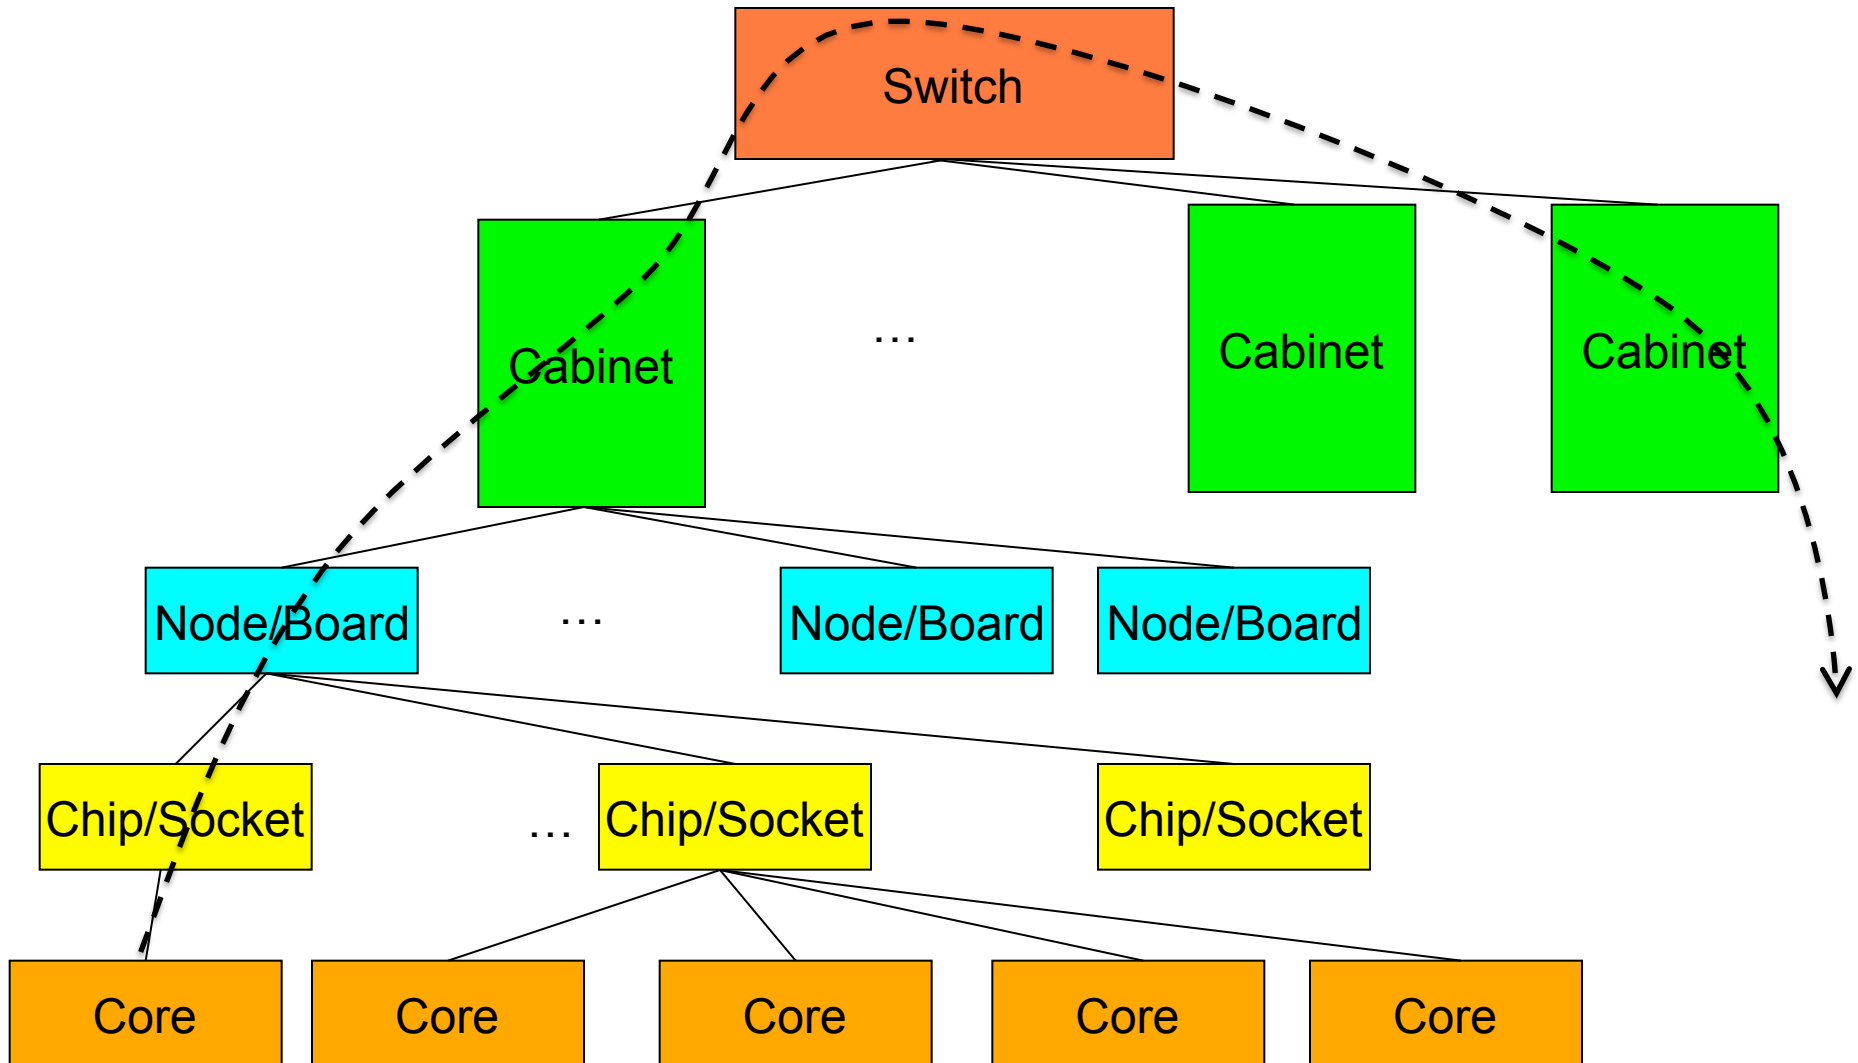 Switch
Cabinet
…
Cabinet
Cabinet
Node/Board
…
Node/Board
Node/Board
Chip/Socket
…
Chip/Socket
Chip/Socket
Core
Core
Core
Core
Core